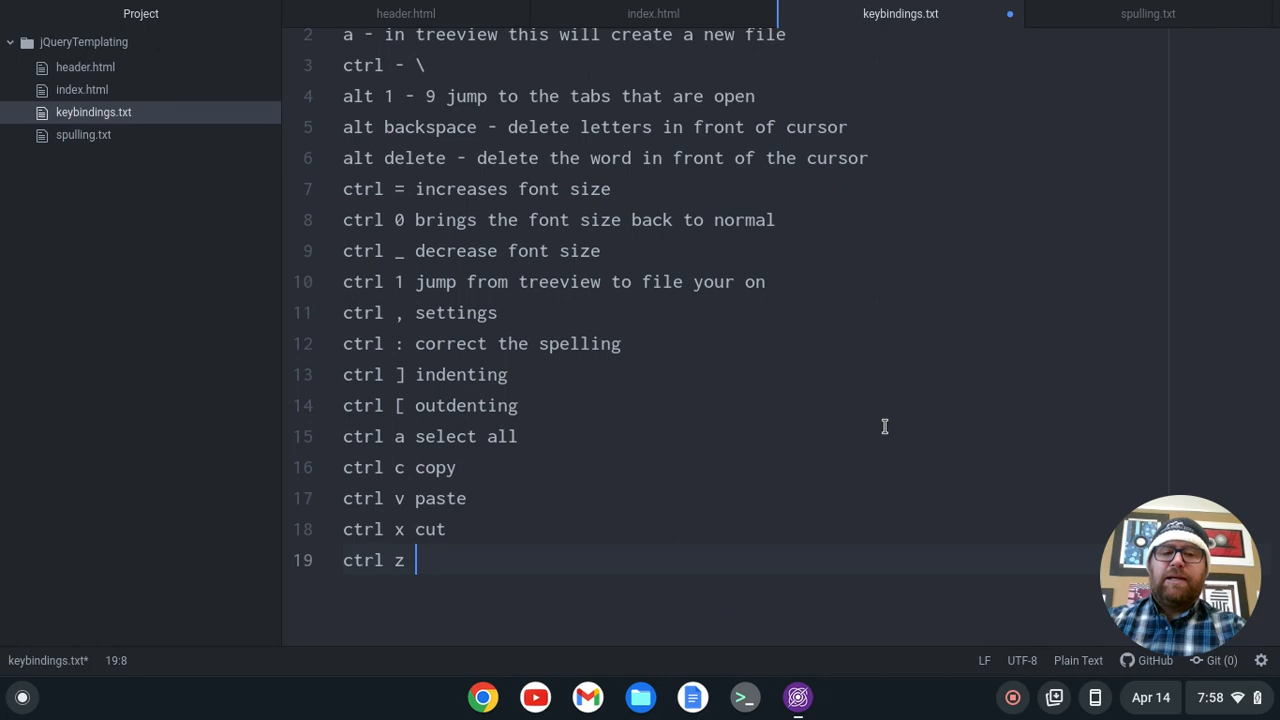 Project
header.html
index.html
keybindings.txt
spulling.txt
jQueryTemplating
header.html
index.html
keybindings.txt
spulling.txt
2 a - in treeview this will create a new file
3 ctrl - \
4 alt 1 - 9 jump to the tabs that are open
5 alt backspace - delete letters in front of cursor
6 alt delete - delete the word in front of the cursor
7 ctrl = increases font size
8 ctrl 0 brings the font size back to normal
9 ctrl _ decrease font size
10 ctrl 1 jump from treeview to file your on
11 ctrl , settings
12 ctrl : correct the spelling
13 ctrl ] indenting
14 ctrl [ outdenting
15 ctrl a select all
16 ctrl c copy
17 ctrl v paste
18 ctrl x cut
19 ctrl z
keybindings.txt* 19:8 LF UTF-8 Plain Text GitHub Git (0)
Apr 14 7:58